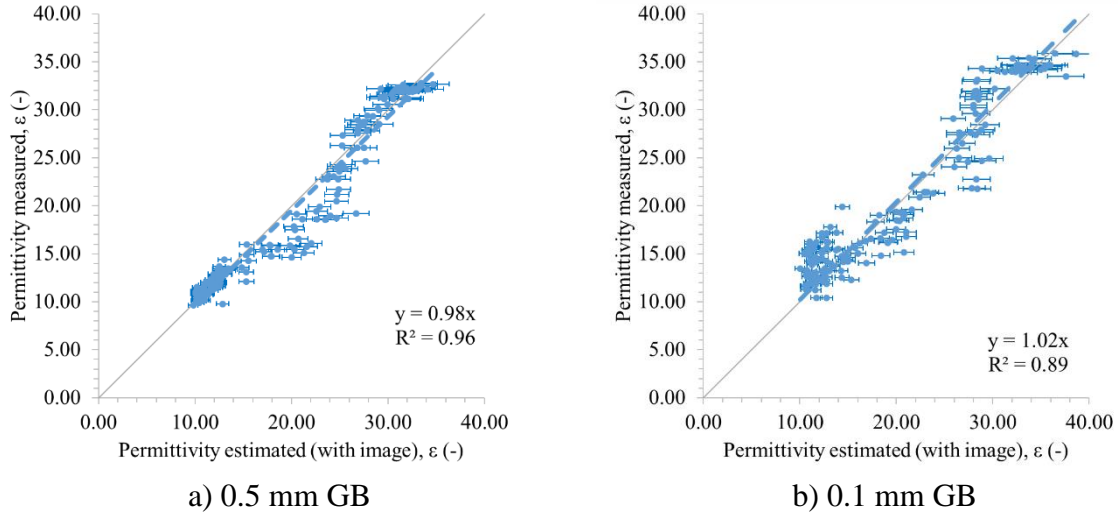 40.00
35.00
30.00
25.00
20.00
15.00
10.00
5.00
0.00
Permittivity measured, ε (-)
y = 0.98x
R² = 0.96
0.00 10.00 20.00 30.00 40.00
Permittivity estimated (with image), ε (-)
a) 0.5 mm GB
40.00
35.00
30.00
25.00
20.00
15.00
10.00
5.00
0.00
Permittivity measured, ε (-)
y = 1.02x
R² = 0.89
0.00 10.00 20.00 30.00 40.00
Permittivity estimated (with image), ε (-)
b) 0.1 mm GB